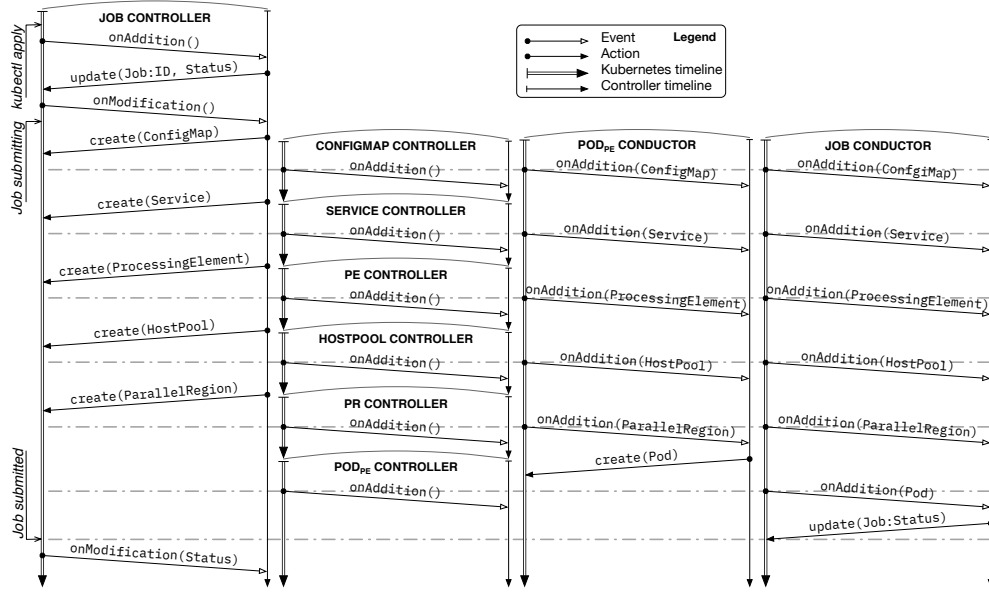 JOB CONTROLLER
onAddition()
update(Job:ID, Status)
onModification()
create(ConfigMap)
create(Service)
create(ProcessingElement)
create(HostPool)
create(ParallelRegion)
onModification(Status)
kubectl apply
Job submitting
Job submitted
Legend
Event
Action
Kubernetes timeline
Controller timeline
CONFIGMAP CONTROLLER
onAddition()
SERVICE CONTROLLER
onAddition()
PE CONTROLLER
onAddition()
HOSTPOOL CONTROLLER
onAddition()
PR CONTROLLER
onAddition()
PODPE CONTROLLER
onAddition()
PODPE CONDUCTOR
onAddition(ConfigMap)
onAddition(Service)
onAddition(ProcessingElement)
onAddition(HostPool)
onAddition(ParallelRegion)
create(Pod)
JOB CONDUCTOR
onAddition(ConfgiMap)
onAddition(Service)
onAddition(ProcessingElement)
onAddition(HostPool)
onAddition(ParallelRegion)
onAddition(Pod)
update(Job:Status)